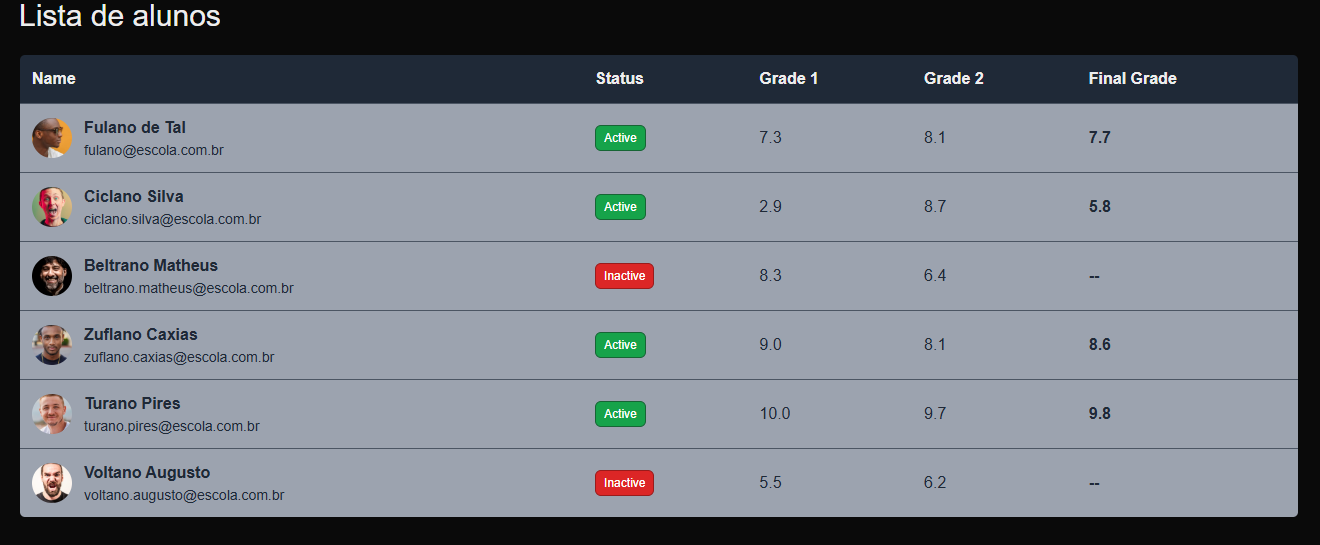 Lista de alunos
Name Status Grade 1 Grade 2 Final Grade
Fulano de Tal
fulano@escola.com.br
Active 7.3 8.1 7.7
Ciclano Silva
ciclano.silva@escola.com.br
Active 2.9 8.7 5.8
Beltrano Matheus
beltrano.matheus@escola.com.br
Inactive 8.3 6.4 --
Zuflano Caxias
zuflano.caxias@escola.com.br
Active 9.0 8.1 8.6
Turano Pires
turano.pires@escola.com.br
Active 10.0 9.7 9.8
Voltano Augusto
voltano.augusto@escola.com.br
Inactive 5.5 6.2 --